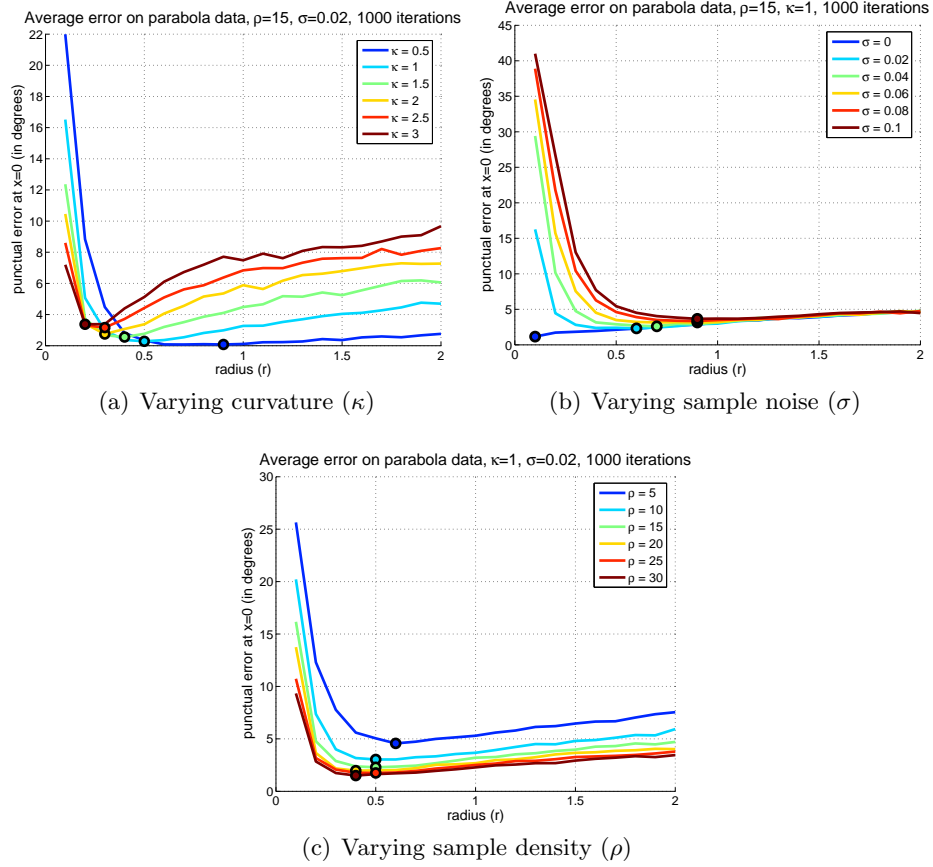 Average error on parabola data, ρ=15, σ=0.02, 1000 iterations
punctual error at x=0 (in degrees)
22
20
18
16
14
12
10
8
6
4
2
0
0.5
1
1.5
2
radius (r)
κ = 0.5
κ = 1
κ = 1.5
κ = 2
κ = 2.5
κ = 3
(a) Varying curvature (κ)
Average error on parabola data, ρ=15, κ=1, 1000 iterations
punctual error at x=0 (in degrees)
45
40
35
30
25
20
15
10
5
0
0
0.5
1
1.5
2
radius (r)
σ = 0
σ = 0.02
σ = 0.04
σ = 0.06
σ = 0.08
σ = 0.1
(b) Varying sample noise (σ)
Average error on parabola data, κ=1, σ=0.02, 1000 iterations
punctual error at x=0 (in degrees)
30
25
20
15
10
5
0
0
0.5
1
1.5
2
radius (r)
ρ = 5
ρ = 10
ρ = 15
ρ = 20
ρ = 25
ρ = 30
(c) Varying sample density (ρ)